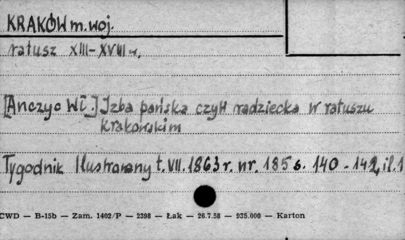 KRAKÓW m. woj.
ratusz XIII-XVIII w.
[Anczyc Wł.] Izba pańska czyli radziecka w ratuszu
krakowskim
Tygodnik Ilustrowany t. VII. 1863 r. nr. 185 s. 140-142, il. 1
CWD — B-15b — Zam. 1402/P — 2398 — Łak — 26.7.58 — 935.000 — Karton